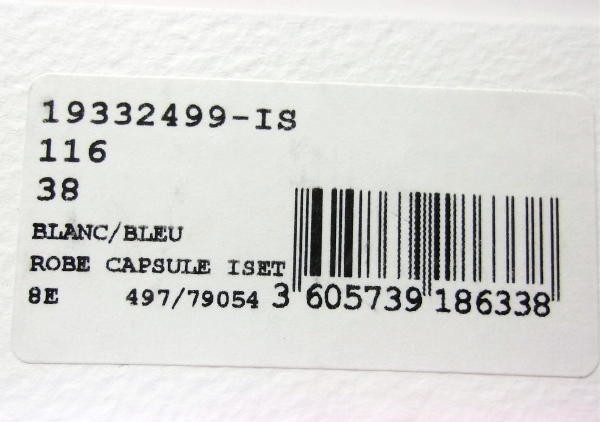 19332499-IS
116
38
BLANC/BLEU
ROBE CAPSULE ISET
8E 497/79054 3 605739 186338